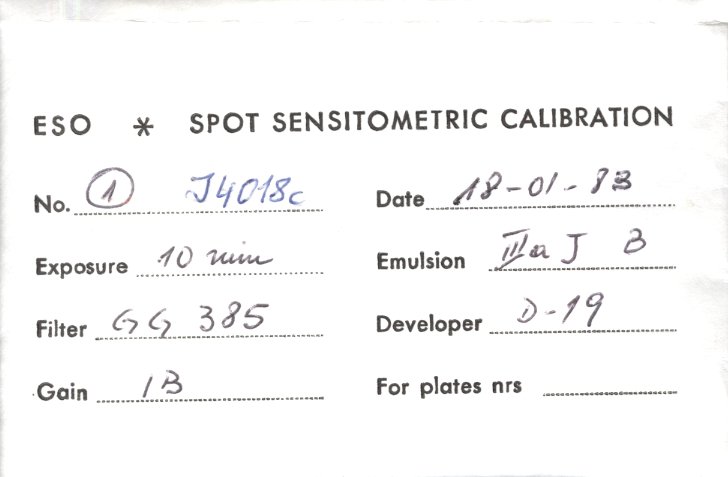 ESO * SPOT SENSITOMETRIC CALIBRATION
No. 1 J4018c Date 18-01-83
Exposure 10 min Emulsion IIIa J B
Filter GG 385 Developer D-19
Gain 1B For plates nrs